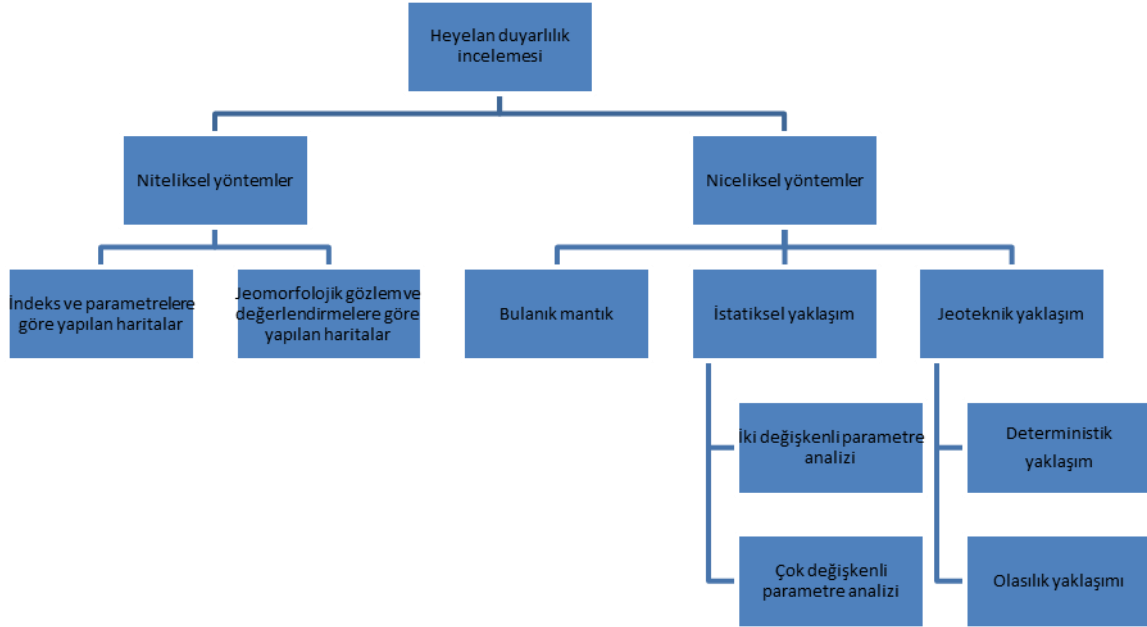 Heyelan duyarlılık
incelemesi
Niteliksel yöntemler
Niceliksel yöntemler
İndeks ve parametrelere
göre yapılan haritalar
Jeomorfolojik gözlem ve
değerlendirmelere göre
yapılan haritalar
Bulanık mantık
İstatiksel yaklaşım
Jeoteknik yaklaşım
İki değişkenli parametre
analizi
Deterministik
yaklaşım
Çok değişkenli
parametre analizi
Olasılık yaklaşımı